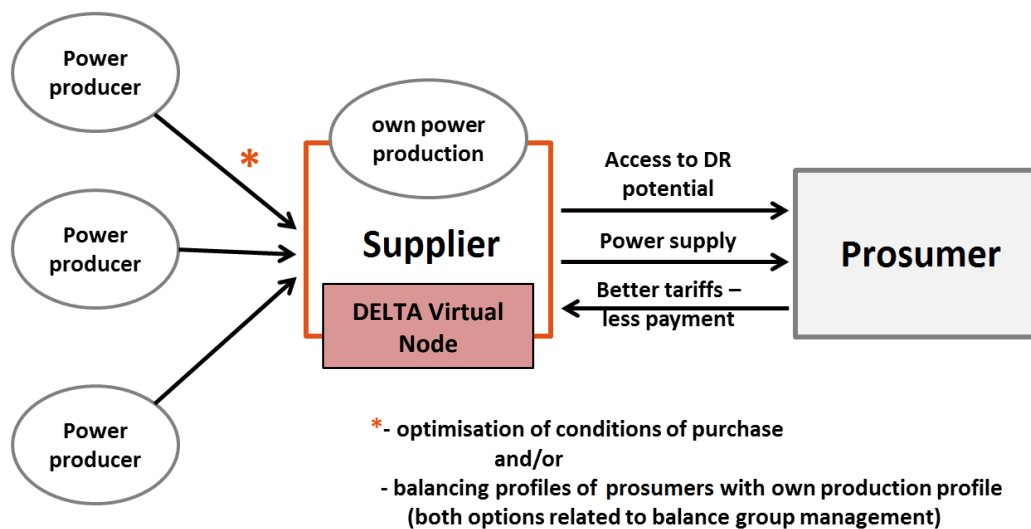 Power
producer
*
own power
production
Access to DR
potential
Power
producer
Supplier
Power supply
Prosumer
DELTA Virtual
Node
Better tariffs –
less payment
Power
producer
*- optimisation of conditions of purchase
and/or
- balancing profiles of prosumers with own production profile
(both options related to balance group management)